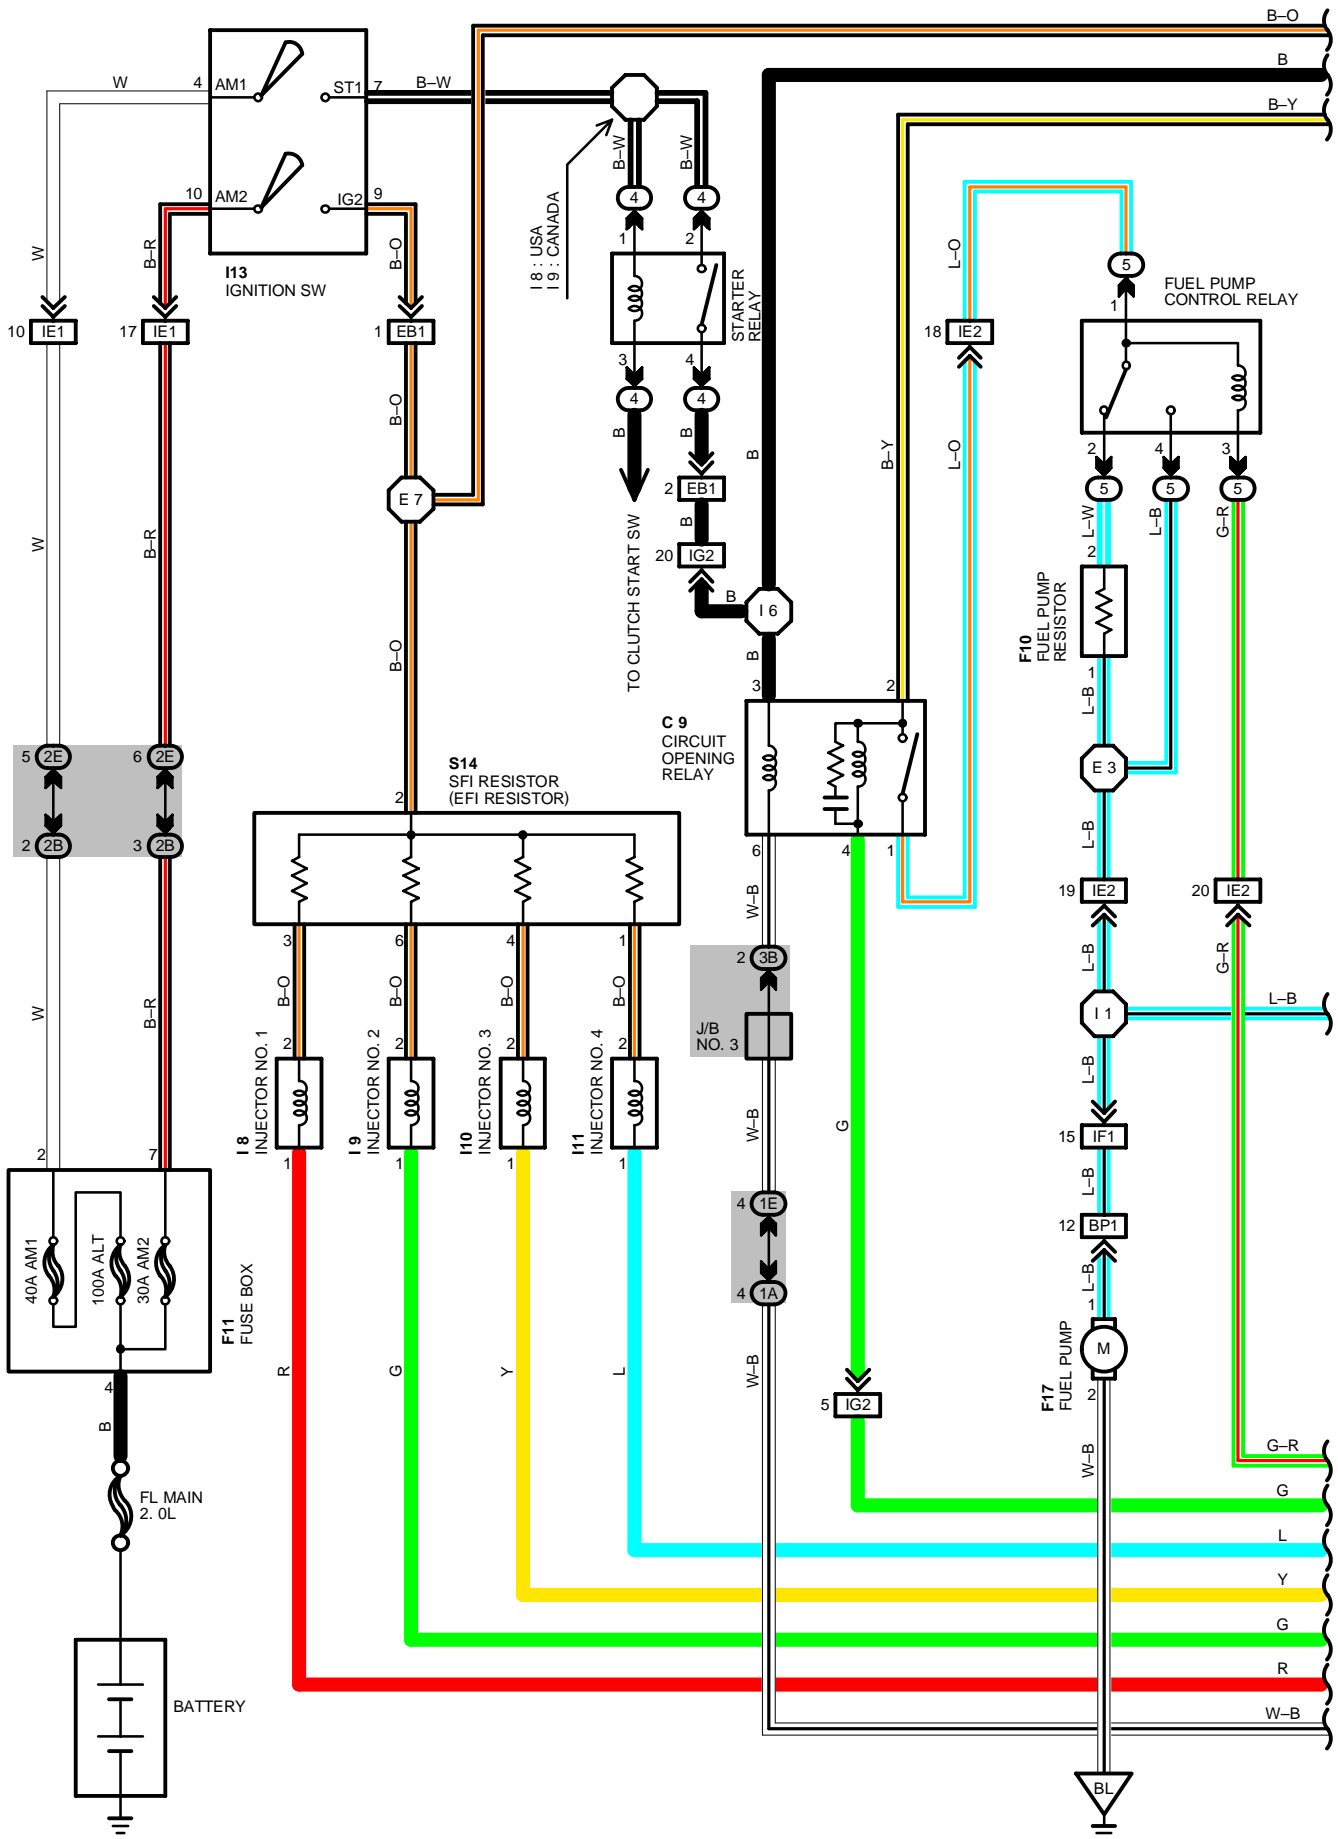 B–O
B
B–Y
W
4
AM1
ST1
7
B–W
10
AM2
IG2
9
I13
IGNITION SW
W
B–R
B–O
10
IE1
17
IE1
1
EB1
B–O
E 7
W
B–R
B–O
I 8 : USA
I 9 : CANADA
B–W
B–W
4
4
1
2
STARTER
RELAY
3
4
4
4
B
B
TO CLUTCH START SW
2
EB1
B
20
IG2
B
I 6
B
B
3
B–Y
2
L–O
18
IE2
L–O
5
1
FUEL PUMP
CONTROL RELAY
2
4
3
5
5
5
L–W
L–B
G–R
2
F10
FUEL PUMP
RESISTOR
1
L–B
E 3
L–B
19
IE2
20
IE2
L–B
G–R
I 1
L–B
L–B
15
IF1
L–B
12
BP1
L–B
1
M
F17
FUEL PUMP
2
W–B
BL
C 9
CIRCUIT
OPENING
RELAY
6
4
1
W–B
2
3B
J/B
NO. 3
W–B
G
4
1E
4
1A
W–B
5
IG2
5
2E
6
2E
2
2B
3
2B
W
B–R
S14
SFI RESISTOR
(EFI RESISTOR)
2
3
6
4
1
B–O
B–O
B–O
B–O
2
2
2
2
I 8
INJECTOR NO. 1
I 9
INJECTOR NO. 2
I10
INJECTOR NO. 3
I11
INJECTOR NO. 4
1
1
1
1
R
G
Y
L
2
7
40A AM1
100A ALT
30A AM2
F11
FUSE BOX
4
B
FL MAIN
2. 0L
BATTERY
G–R
G
L
Y
G
R
W–B